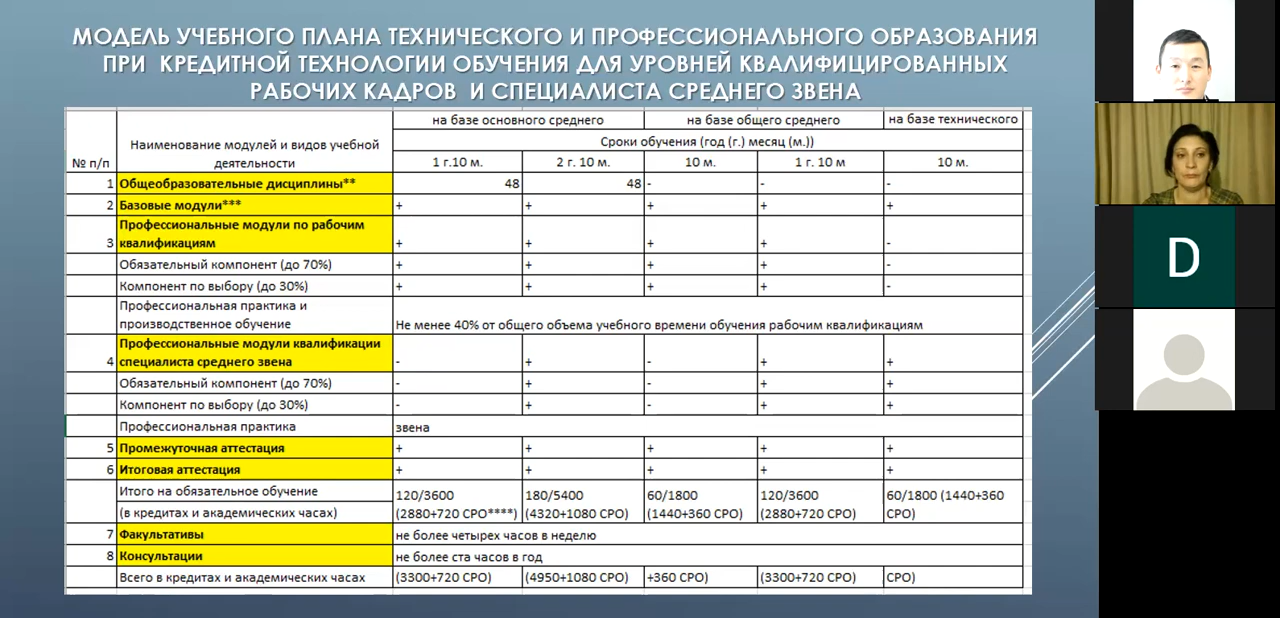 МОДЕЛЬ УЧЕБНОГО ПЛАНА ТЕХНИЧЕСКОГО И ПРОФЕССИОНАЛЬНОГО ОБРАЗОВАНИЯ
ПРИ КРЕДИТНОЙ ТЕХНОЛОГИИ ОБУЧЕНИЯ ДЛЯ УРОВНЕЙ КВАЛИФИЦИРОВАННЫХ
РАБОЧИХ КАДРОВ И СПЕЦИАЛИСТА СРЕДНЕГО ЗВЕНА
на базе основного среднего на базе общего среднего на базе технического
№ п/п Наименование модулей и видов учебной
деятельности
Сроки обучения (год (г.) месяц (м.))
1 г.10 м. 2 г. 10 м. 10 м. 1 г. 10 м 10 м.
1 Общеобразовательные дисциплины** 48 48 - - -
2 Базовые модули*** + + + + +
Профессиональные модули по рабочим
3 квалификациям + + + + -
Обязательный компонент (до 70%) + + + + -
Компонент по выбору (до 30%) + + + + -
Профессиональная практика и
производственное обучение Не менее 40% от общего объема учебного времени обучения рабочим квалификациям
Профессиональные модули квалификации
4 специалиста среднего звена - + - + +
Обязательный компонент (до 70%) - + - + +
Компонент по выбору (до 30%) - + - + +
Профессиональная практика звена
5 Промежуточная аттестация + + + + +
6 Итоговая аттестация + + + + +
Итого на обязательное обучение 120/3600 180/5400 60/1800 120/3600 60/1800 (1440+360
(в кредитах и академических часах) (2880+720 СРО****) (4320+1080 СРО) (1440+360 СРО) (2880+720 СРО) СРО)
7 Факультативы не более четырех часов в неделю
8 Консультации не более ста часов в год
Всего в кредитах и академических часах (3300+720 СРО) (4950+1080 СРО) +360 СРО) (3300+720 СРО) СРО)
D